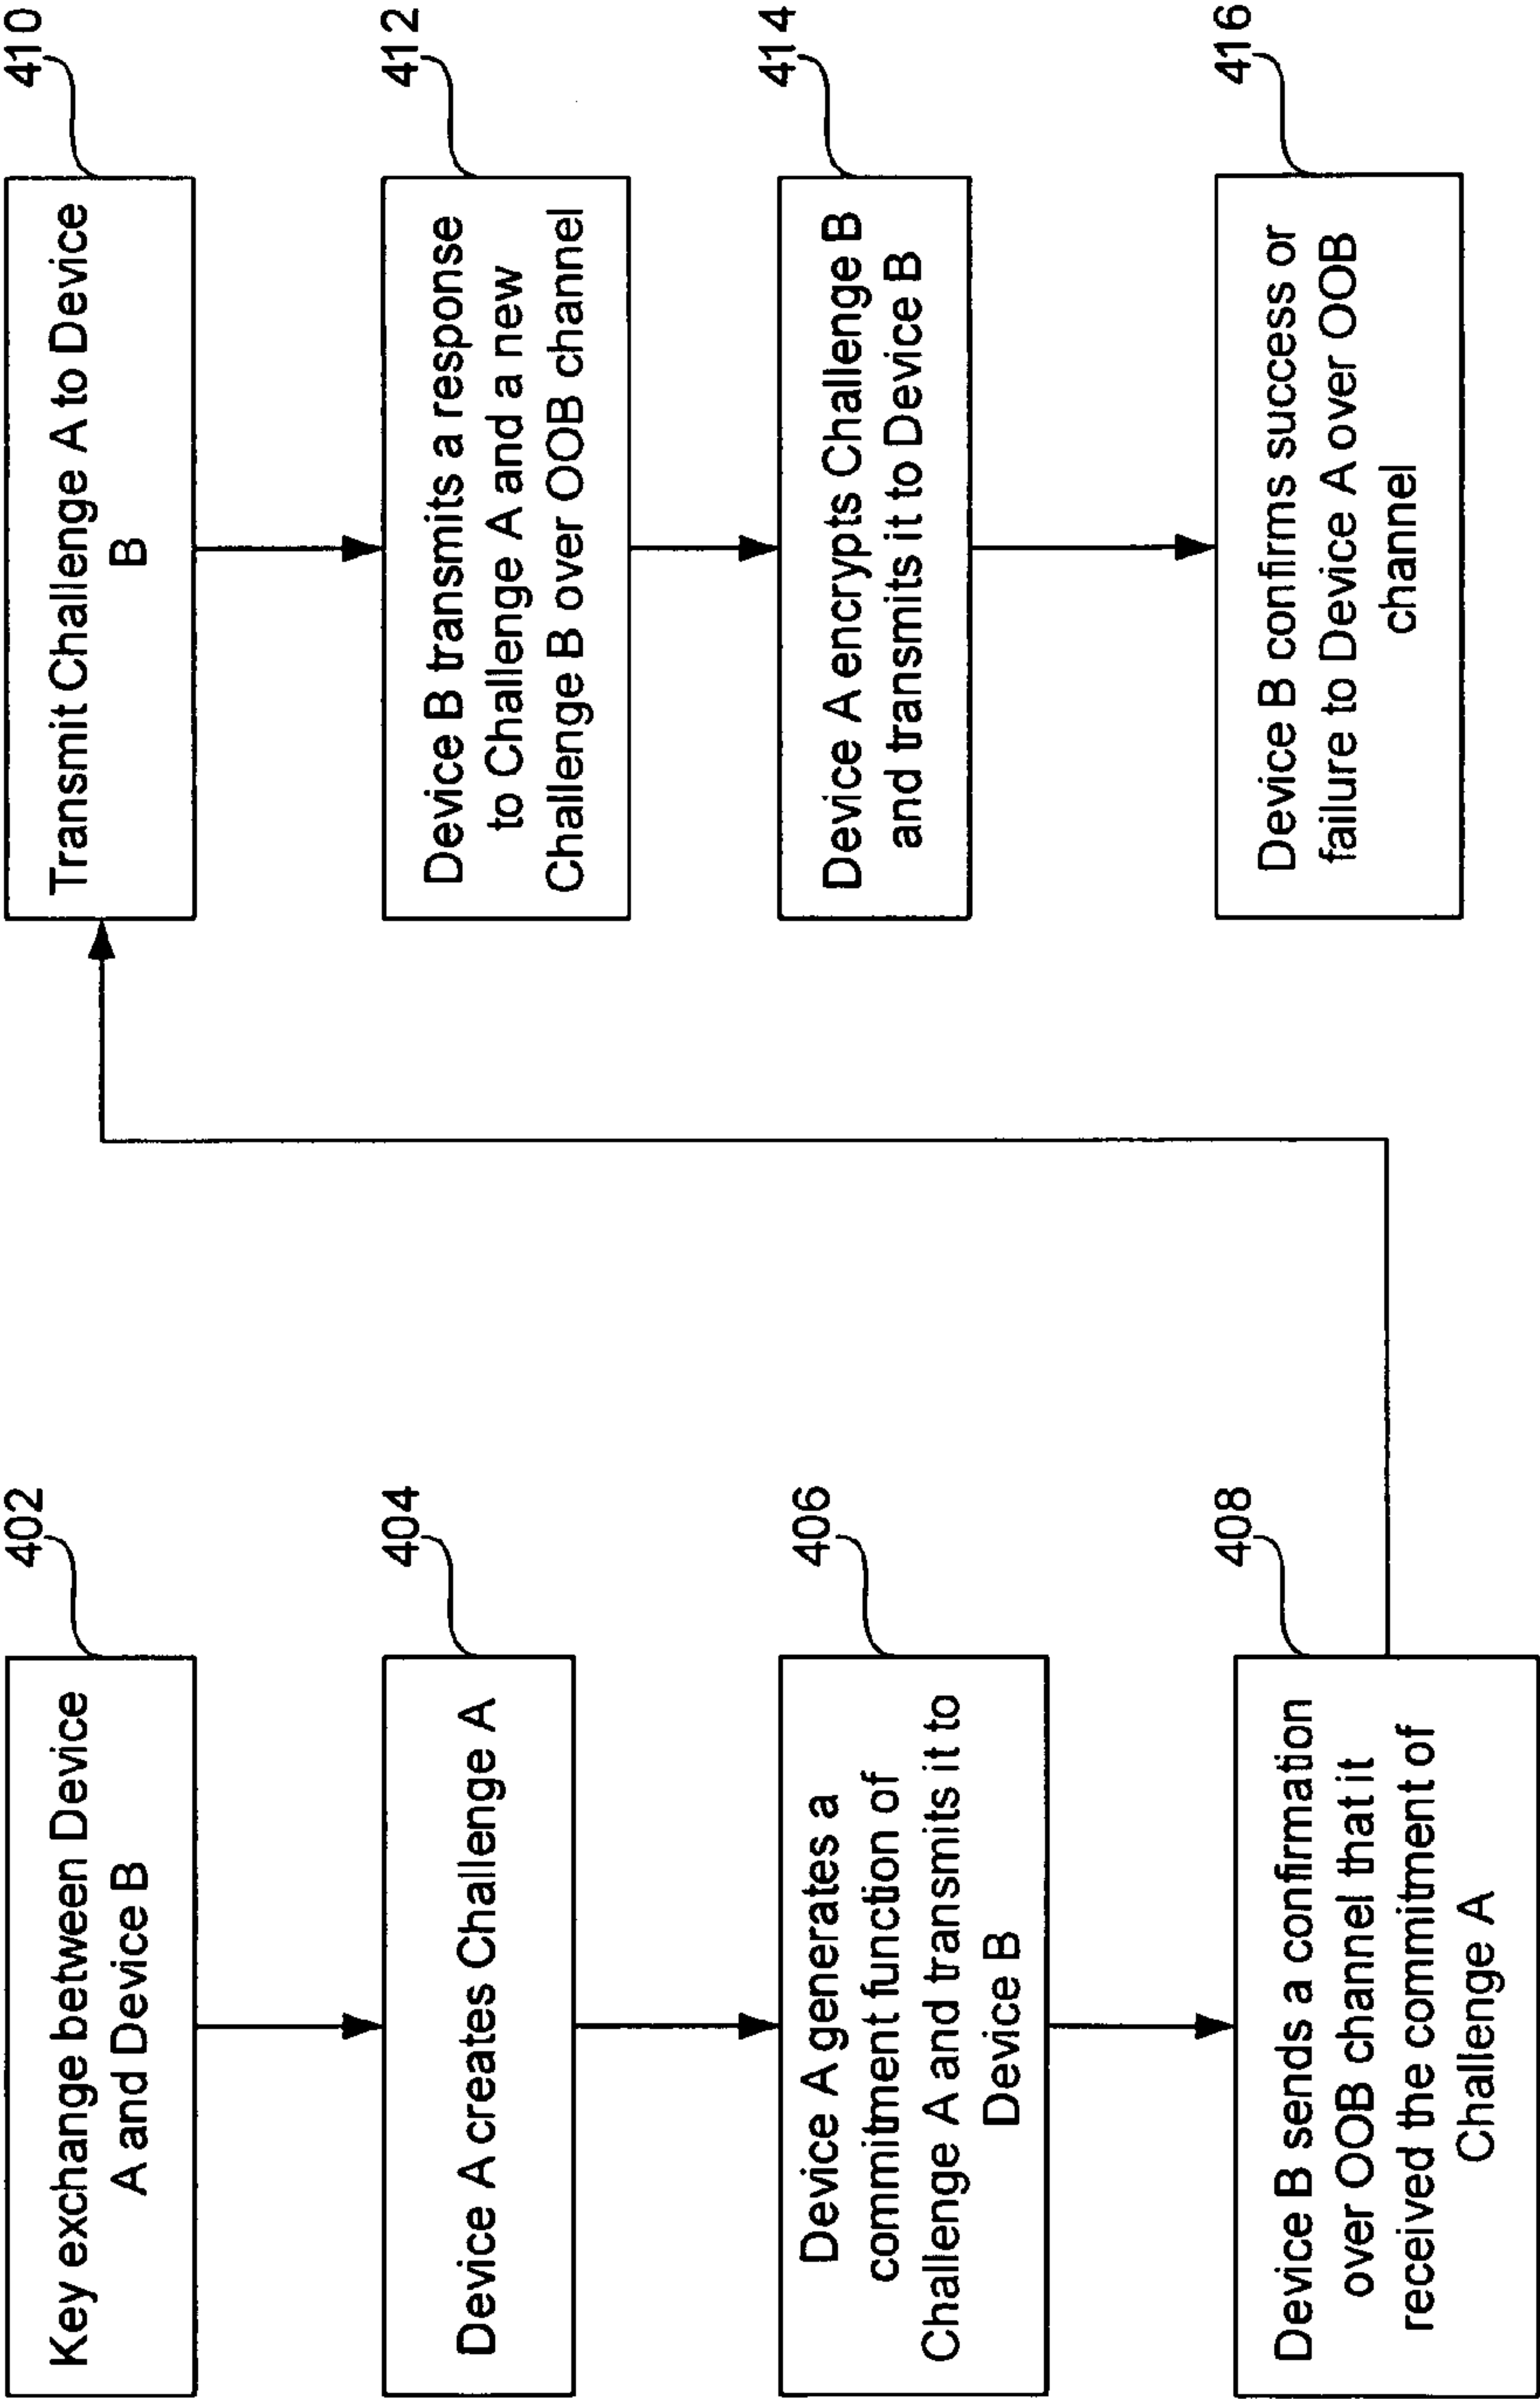 402
Key exchange between Device
A and Device B
404
Device A creates Challenge A
406
Device A generates a
commitment function of
Challenge A and transmits it to
Device B
408
Device B sends a confirmation
over OOB channel that it
received the commitment of
Challenge A
410
Transmit Challenge A to Device
B
412
Device B transmits a response
to Challenge A and a new
Challenge B over OOB channel
414
Device A encrypts Challenge B
and transmits it to Device B
416
Device B confirms success or
failure to Device A over OOB
channel